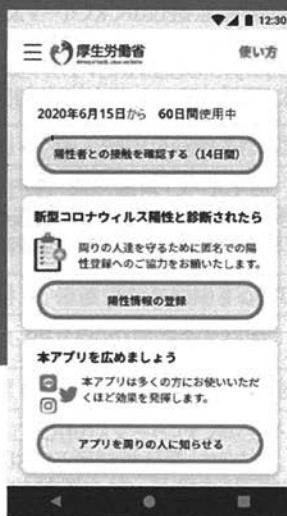 12:30
厚生労働省
使い方
2020年6月15日から 60日間使用中
陽性者との接触を確認する(14日間)
新型コロナウィルス陽性と診断されたら
周りの人達を守るために匿名での陽
性登録へのご協力をお願いいたします。
陽性情報の登録
本アプリを広めましょう
本アプリは多くの方にお使いいただ
くほど効果を発揮します。
アプリを周りの人に知らせる